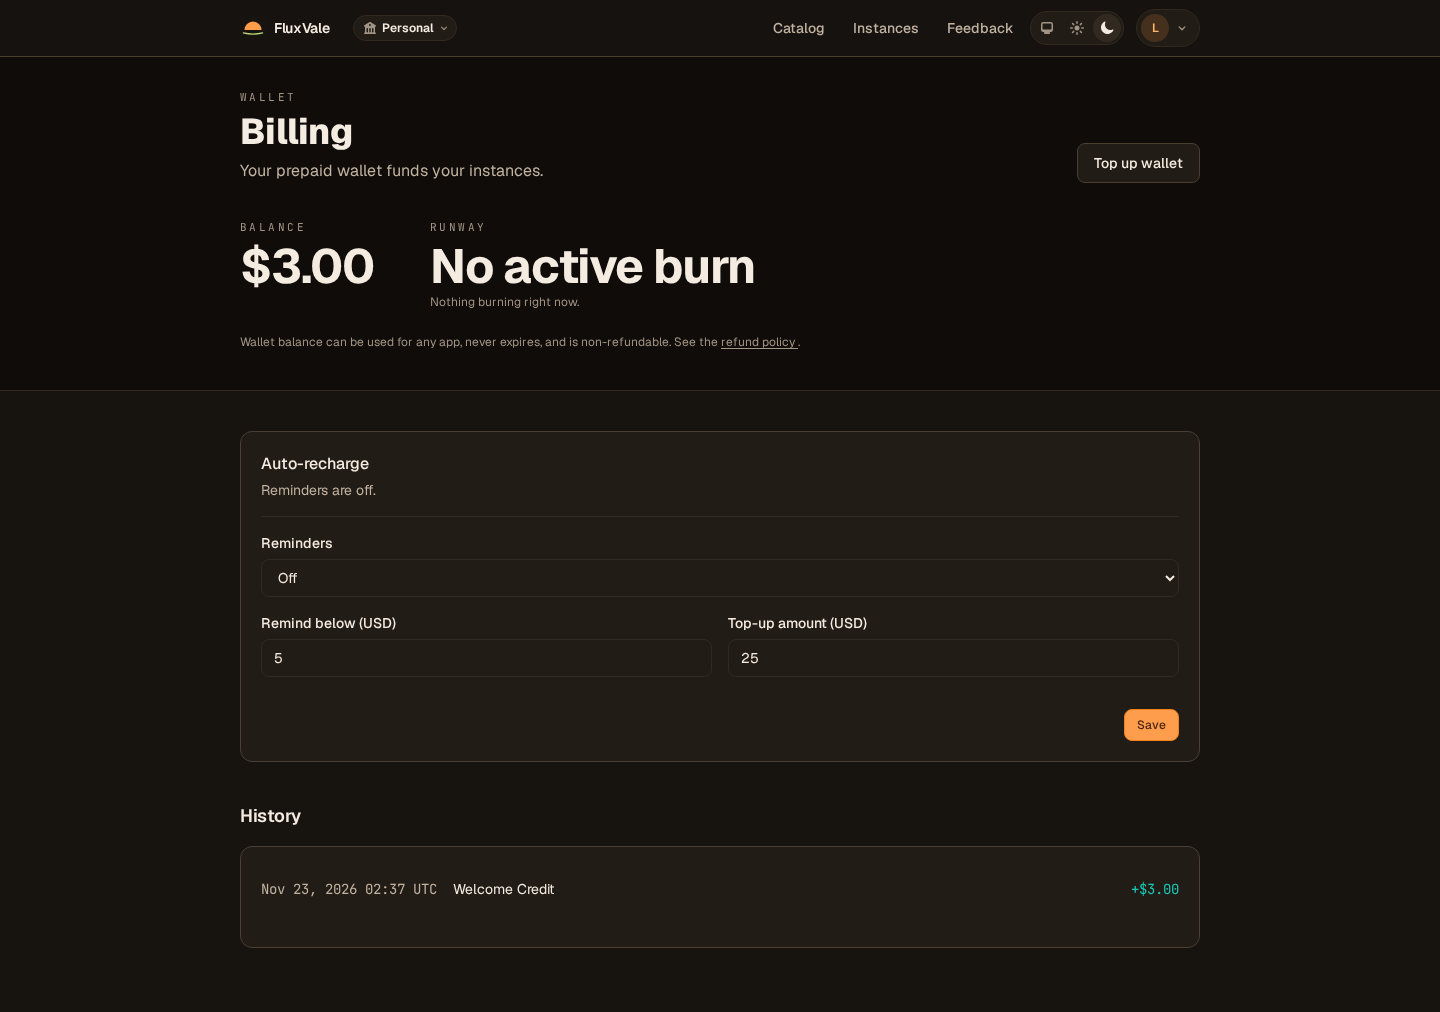 FluxVale
Personal
Catalog
Instances
Feedback
L
WALLET
Billing
Your prepaid wallet funds your instances.
Top up wallet
BALANCE
RUNWAY
$3.00
No active burn
Nothing burning right now.
Wallet balance can be used for any app, never expires, and is non-refundable. See the refund policy .
Auto-recharge
Reminders are off.
Reminders
Off
Remind below (USD)
Top-up amount (USD)
5
25
Save
History
Nov 23, 2026 02:37 UTC Welcome Credit +$3.00